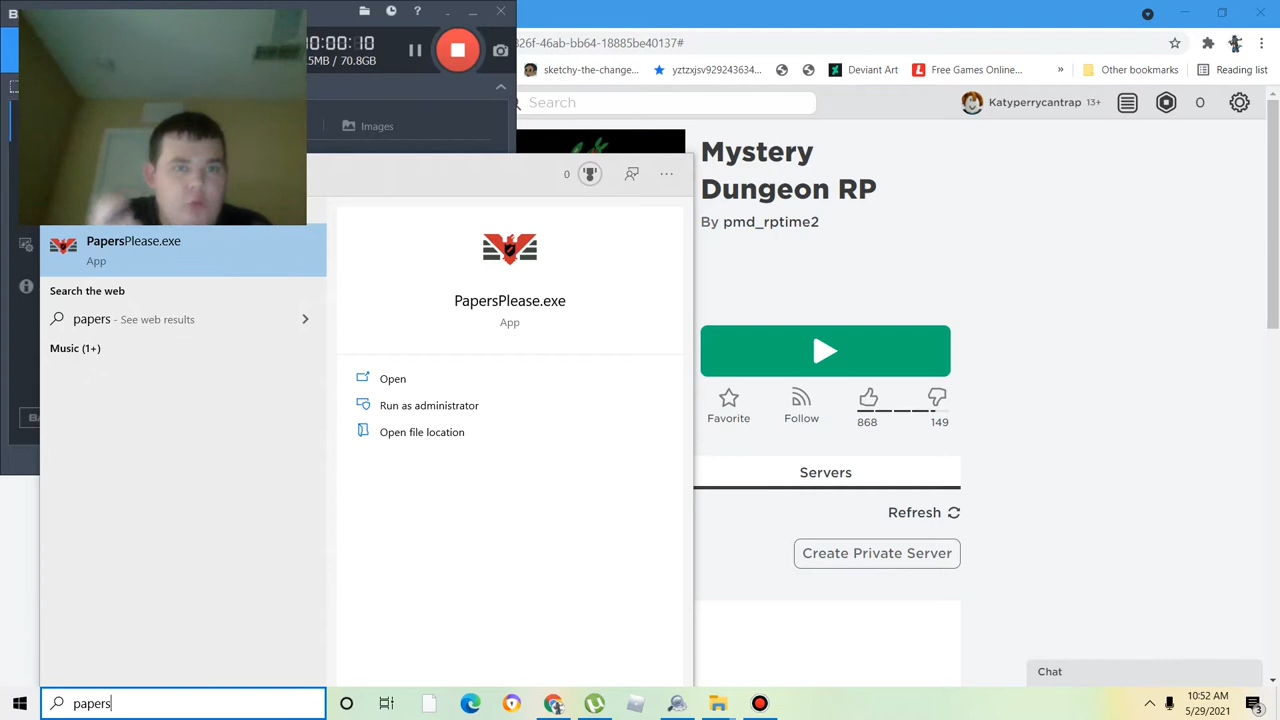 00:00:10
5MB / 70.8GB
Images
?
326f-46ab-bb64-18885be40137#
sketchy-the-change...
yztzxjsv929243634...
Deviant Art
Free Games Online...
»
Other bookmarks
Reading list
Search
Katyperrycantrap 13+
0
Mystery
Dungeon RP
By pmd_rptime2
0
...
PapersPlease.exe
App
Search the web
papers - See web results
Music (1+)
PapersPlease.exe
App
Open
Run as administrator
Open file location
Favorite
Follow
868
149
Servers
Refresh
Create Private Server
Chat
papers
10:52 AM
5/29/2021
3